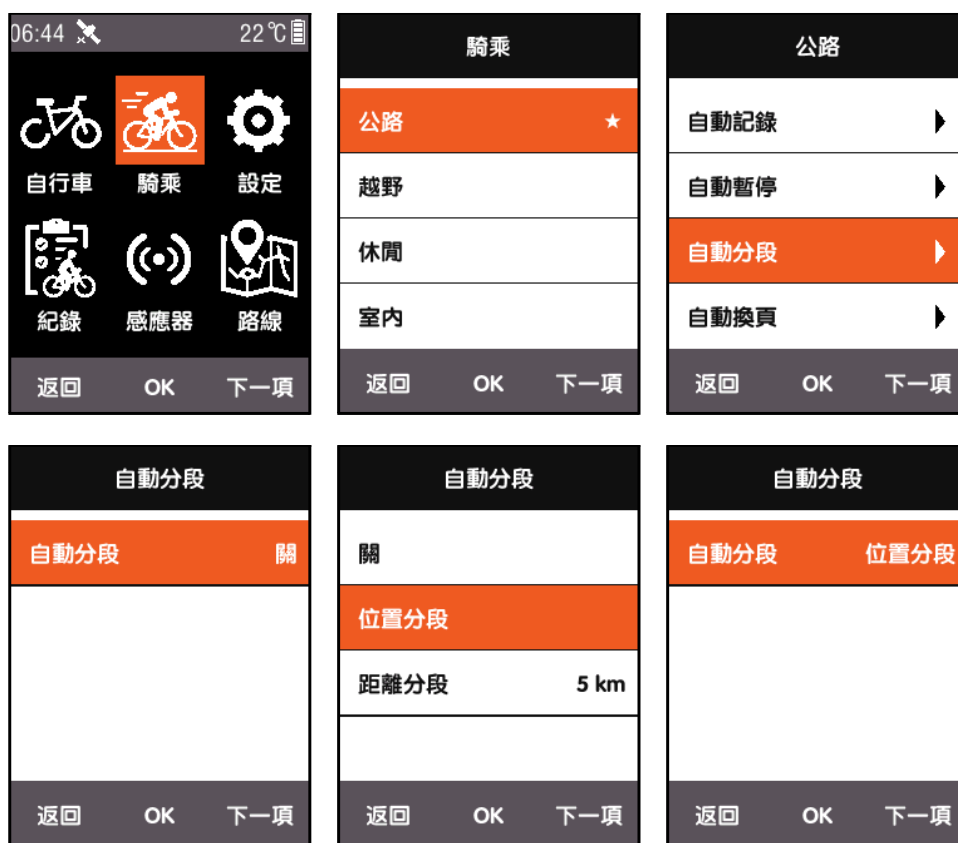 06:44 22℃
自行車 騎乘 設定
紀錄 感應器 路線
返回 OK 下一項
騎乘
公路 ★
越野
休閒
室内
返回 OK 下一項
公路
自動記錄
自動暫停
自動分段
自動換頁
返回 OK 下一項
自動分段
自動分段 關
返回 OK 下一項
自動分段
關
位置分段
距離分段 5 km
返回 OK 下一項
自動分段
自動分段 位置分段
返回 OK 下一項